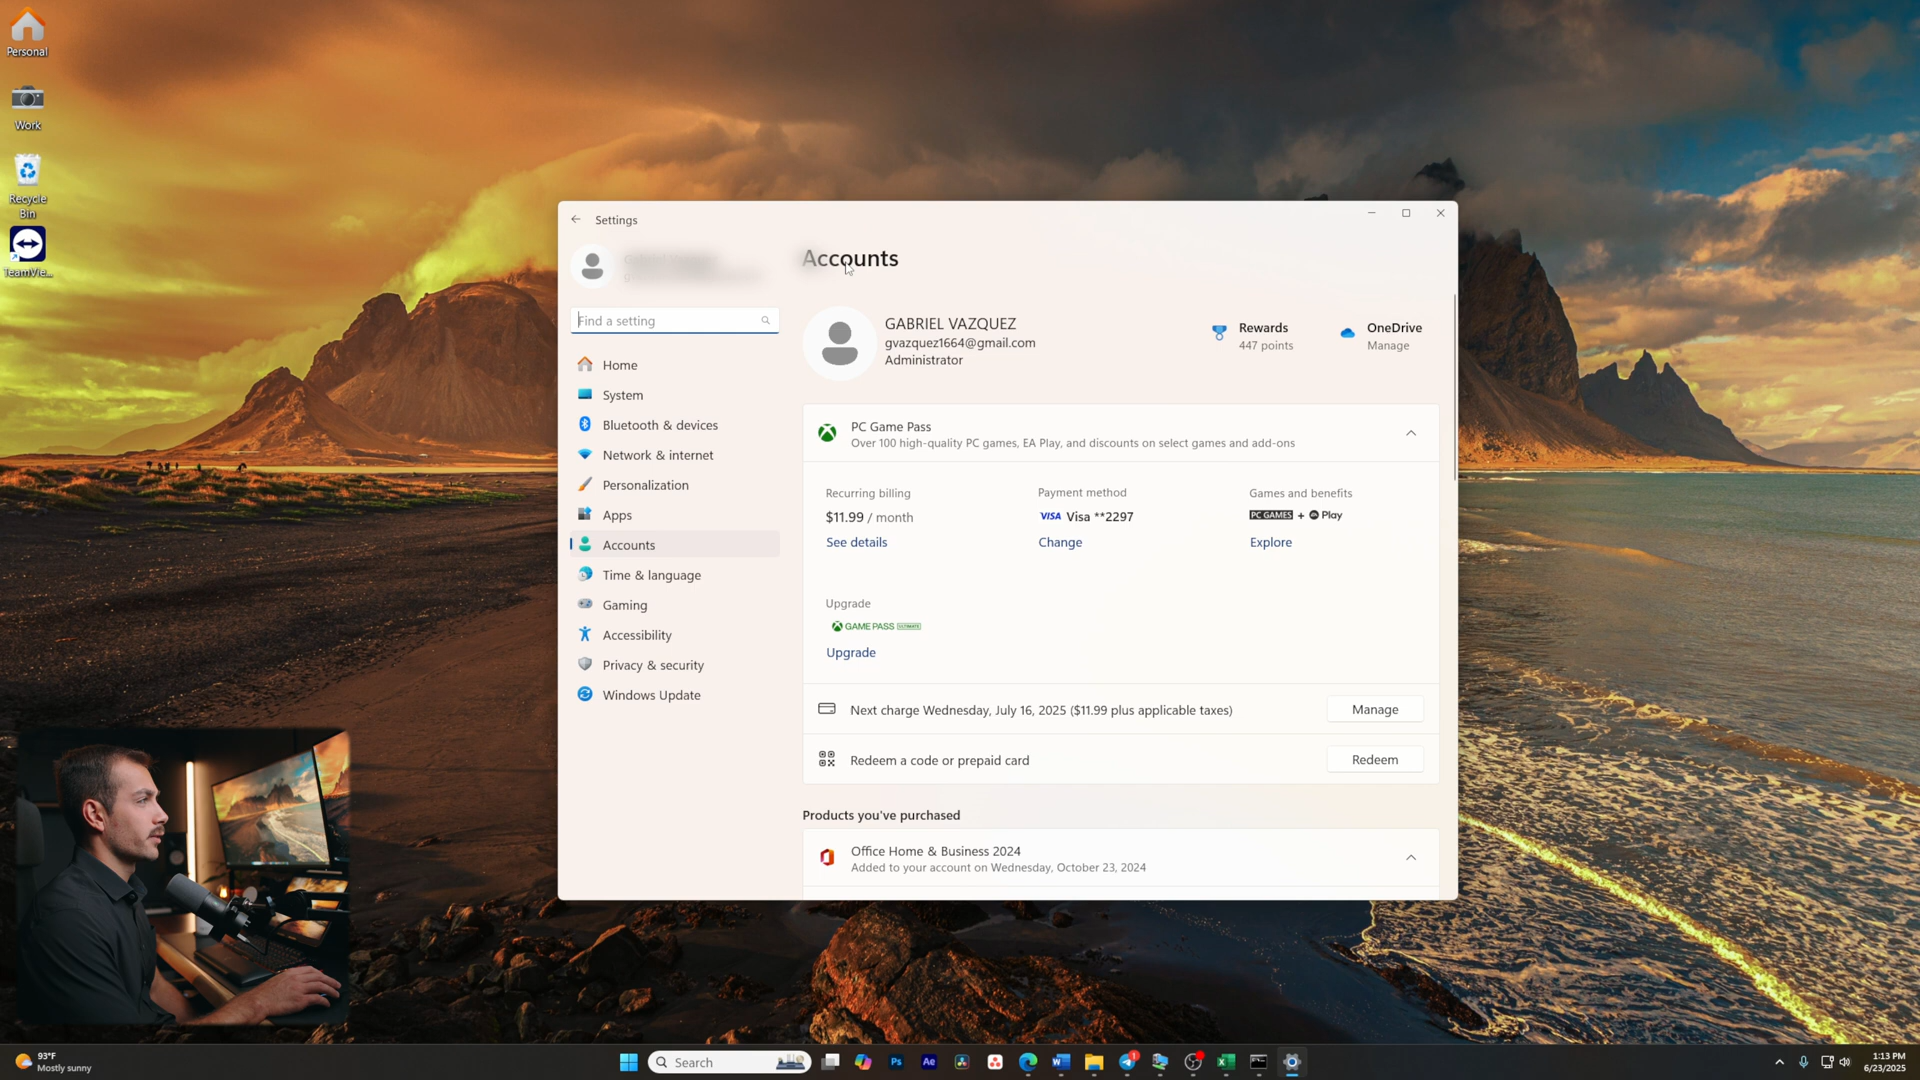 Personal
Work
Recycle
Bin
TeamVie...
Settings
Accounts
Find a setting
Home
System
Bluetooth & devices
Network & internet
Personalization
Apps
Accounts
Time & language
Gaming
Accessibility
Privacy & security
Windows Update
GABRIEL VAZQUEZ
gvazquez1664@gmail.com
Administrator
Rewards
447 points
OneDrive
Manage
PC Game Pass
Over 100 high-quality PC games, EA Play, and discounts on select games and add-ons
Recurring billing
$11.99 / month
See details
Payment method
VISA Visa **2297
Change
Games and benefits
PC GAMES + EA Play
Explore
Upgrade
GAME PASS ULTIMATE
Upgrade
Next charge Wednesday, July 16, 2025 ($11.99 plus applicable taxes)
Manage
Redeem a code or prepaid card
Redeem
Products you've purchased
Office Home & Business 2024
Added to your account on Wednesday, October 23, 2024
93°F
Mostly sunny
Search
Ps
Ae
1
1:13 PM
6/23/2025